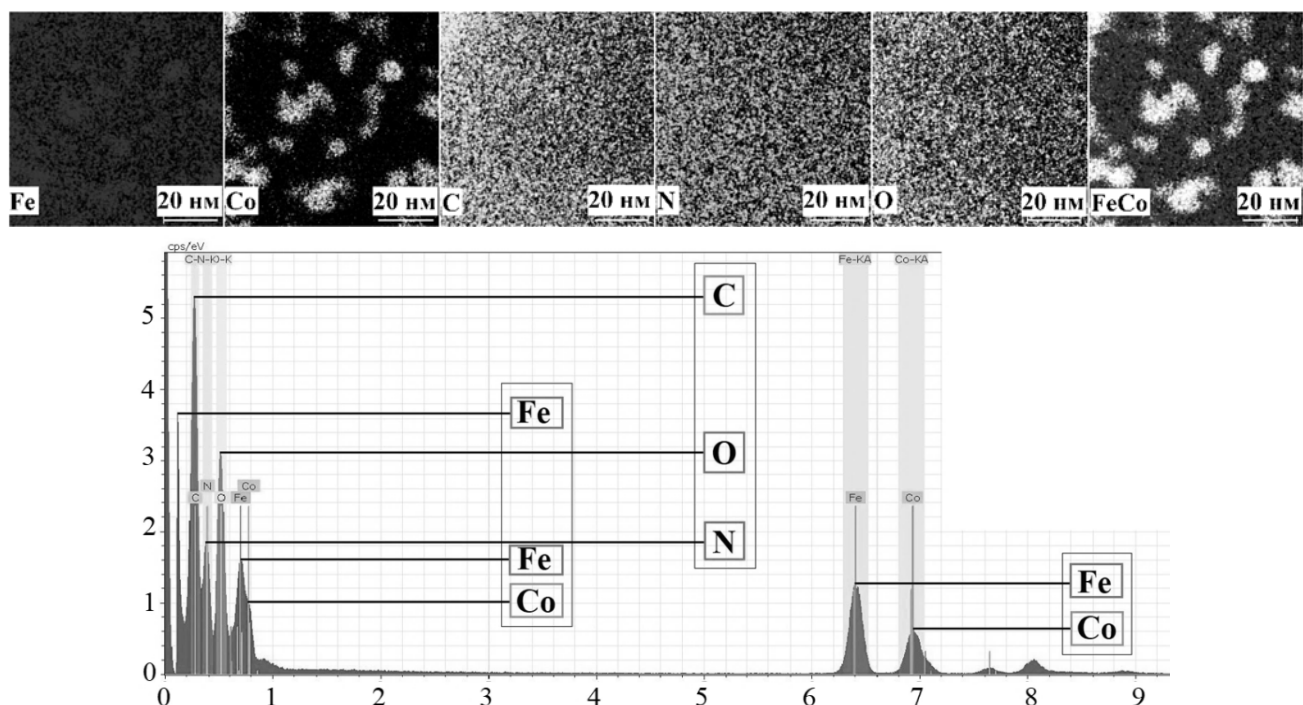 Fe 20 нм Co 20 нм C 20 нм N 20 нм O 20 нм FeCo 20 нм
cps/eV
C-N-KO-K Fe-KA Co-KA
5 C
4 Fe
3 O
Co
N
C O Fe Fe Co
2 N
Fe
1 Co Fe
Co
0
0 1 2 3 4 5 6 7 8 9